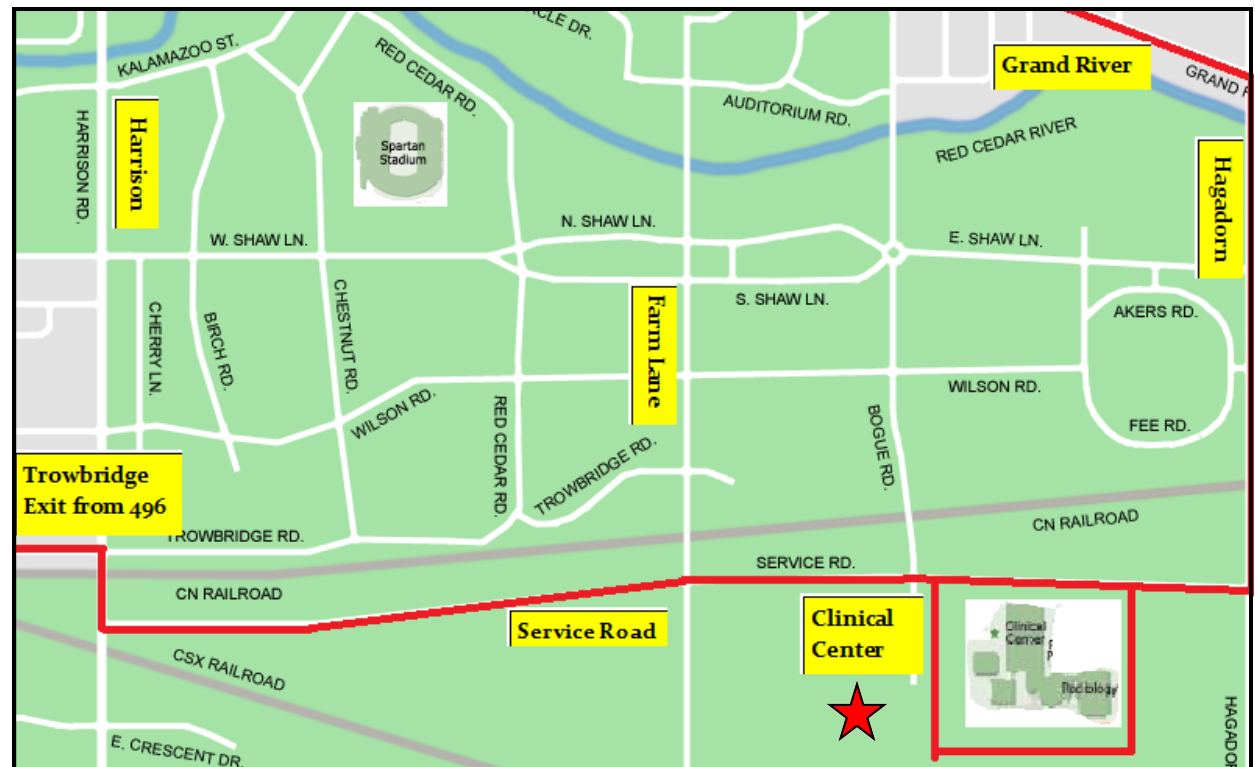 CLE DR.
KALAMAZOO ST.
RED CEDAR RD.
Grand River
GRAND R
AUDITORIUM RD.
HARRISON RD.
Harrison
Spartan
Stadium
RED CEDAR RIVER
Hagadorn
W. SHAW LN.
N. SHAW LN.
E. SHAW LN.
S. SHAW LN.
Farm Lane
CHERRY LN.
BIRCH RD.
CHESTNUT RD.
AKERS RD.
WILSON RD.
WILSON RD.
RED CEDAR RD.
BOGUE RD.
FEE RD.
TROWBRIDGE RD.
Trowbridge
Exit from 496
TROWBRIDGE RD.
CN RAILROAD
SERVICE RD.
CN RAILROAD
Service Road
Clinical
Center
Clinical
Center
Radiology
CSX RAILROAD
HAGADOR
E. CRESCENT DR.